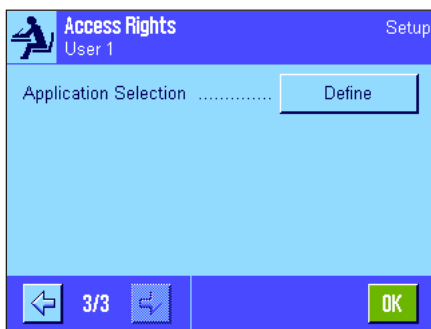 Access Rights Setup
User 1
Application Selection .............. Define
3/3 OK